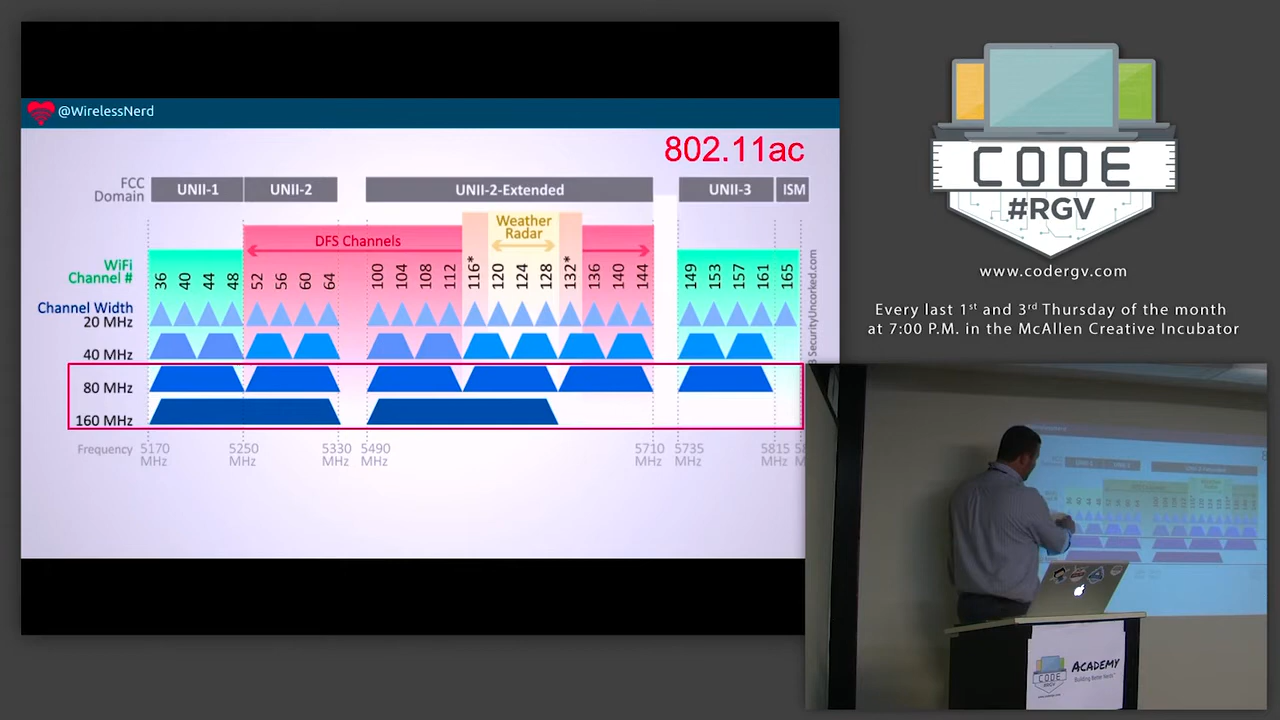 @WirelessNerd
802.11ac
FCC
Domain
UNII-1
UNII-2
UNII-2-Extended
UNII-3
ISM
Weather
Radar
DFS Channels
WiFi
Channel #
36 40 44 48 52 56 60 64 100 104 108 112 116* 120 124 128 132* 136 140 144 149 153 157 161 165
Channel Width
20 MHz
40 MHz
80 MHz
160 MHz
Frequency
5170
MHz
5250
MHz
5330
MHz
5490
MHz
5710
MHz
5735
MHz
5815
MHz
SecurityUncorked.com
CODE
#RGV
www.codergv.com
Every last 1st and 3rd Thursday of the month
at 7:00 P.M. in the McAllen Creative Incubator
CODE
#RGV
ACADEMY
Building Better Nerds